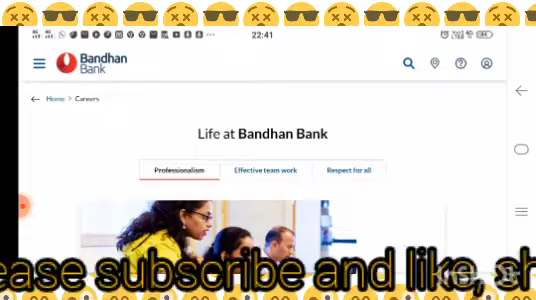 22:41
Bandhan
Bank
Home > Careers
Life at Bandhan Bank
Professionalism Effective team work Respect for all
ease subscribe and like, sh